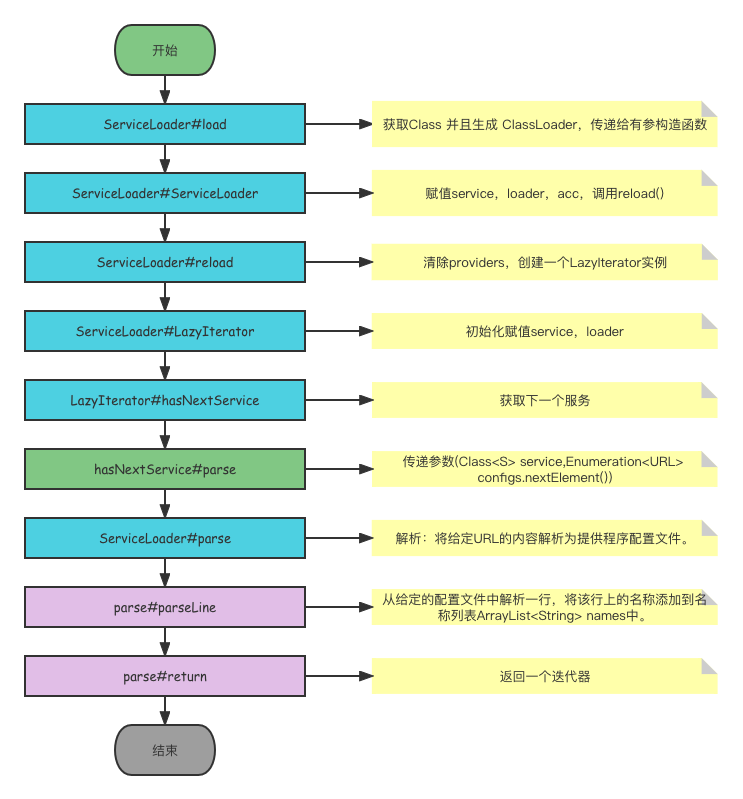 开始
ServiceLoader#load
获取Class 并且生成 ClassLoader，传递给有参构造函数
ServiceLoader#ServiceLoader
赋值service，loader，acc，调用reload()
ServiceLoader#reload
清除providers，创建一个LazyIterator实例
ServiceLoader#LazyIterator
初始化赋值service，loader
LazyIterator#hasNextService
获取下一个服务
hasNextService#parse
传递参数(Class<S> service,Enumeration<URL>
configs.nextElement())
ServiceLoader#parse
解析：将给定URL的内容解析为提供程序配置文件。
parse#parseLine
从给定的配置文件中解析一行，将该行上的名称添加到名
称列表ArrayList<String> names中。
parse#return
返回一个迭代器
结束